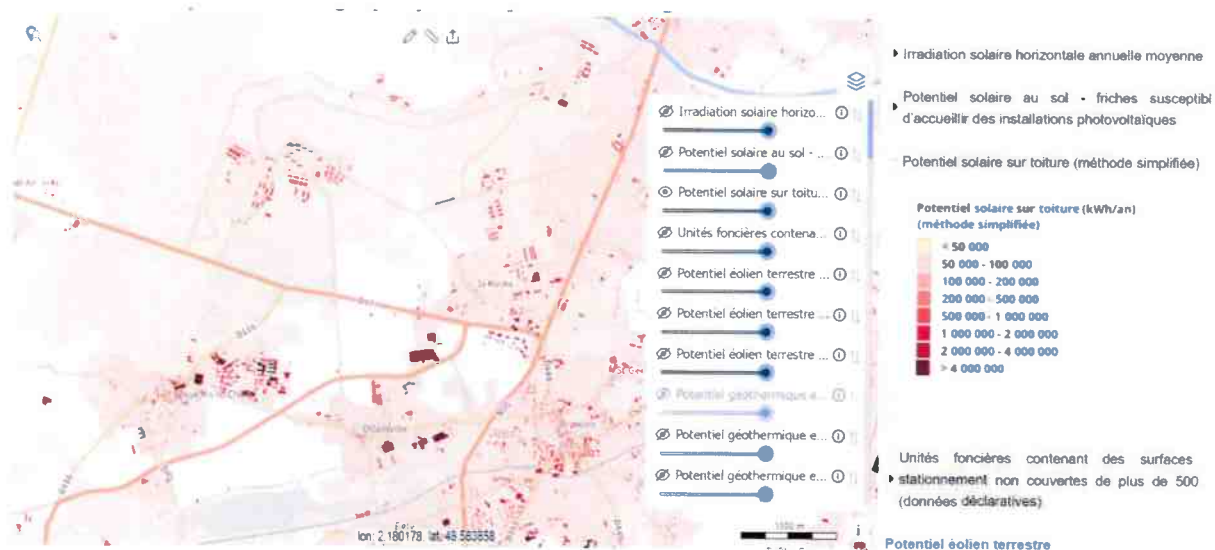 Irradiation solaire horizo...
Potentiel solaire au sol - ...
Potentiel solaire sur toitu...
Unités foncières contena...
Potentiel éolien terrestre ...
Potentiel éolien terrestre ...
Potentiel éolien terrestre ...
Potentiel géothermique e...
Potentiel géothermique e...
Potentiel géothermique e...
lon: 2.180178, lat:
Irradiation solaire horizontale annuelle moyenne
Potentiel solaire au sol - friches susceptibl
d'accueillir des installations photovoltaïques
Potentiel solaire sur toiture (méthode simplifiée)
Potentiel solaire sur toiture (kWh/an)
(méthode simplifiée)
< 50 000
50 000 - 100 000
100 000 - 200 000
200 000 - 500 000
500 000 - 1 000 000
1 000 000 - 2 000 000
2 000 000 - 4 000 000
> 4 000 000
Unités foncières contenant des surfaces
stationnement non couvertes de plus de 500
(données déclaratives)
Potentiel éolien terrestre